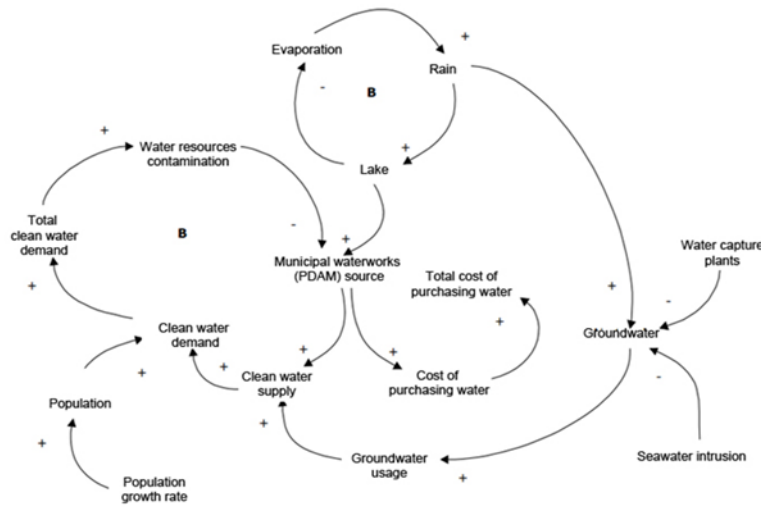 Evaporation
+
Rain
-
B
+
Water resources
contamination
+
Lake
Total
clean water
demand
B
-
+
Municipal waterworks
(PDAM) source
Total cost of
purchasing water
Water capture
plants
+
+
-
+
Groundwater
Clean water
demand
+
+
+
+
Clean water
supply
Cost of
purchasing water
-
Population
+
+
Groundwater
usage
+
Seawater intrusion
Population
growth rate